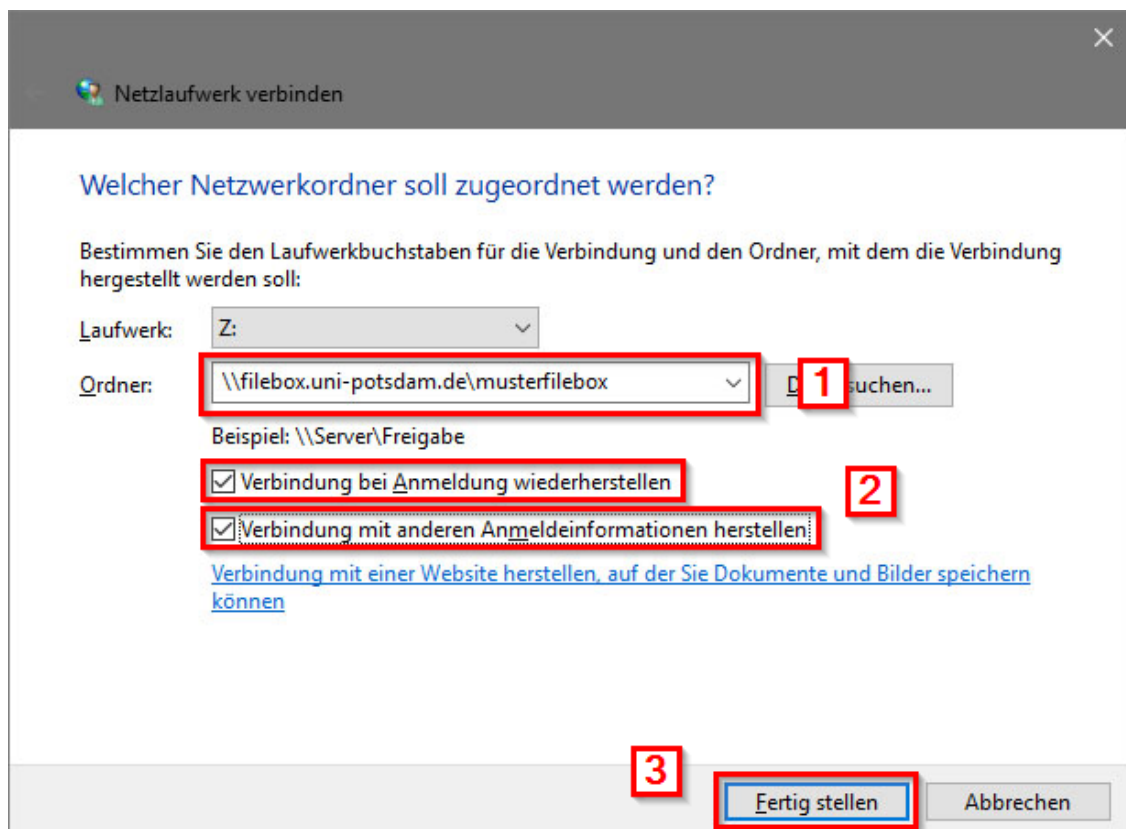 Netzlaufwerk verbinden
Welcher Netzwerkordner soll zugeordnet werden?
Bestimmen Sie den Laufwerkbuchstaben für die Verbindung und den Ordner, mit dem die Verbindung
hergestellt werden soll:
Laufwerk: Z:
Ordner: \\filebox.uni-potsdam.de\musterfilebox 1 suchen...
Beispiel: \\Server\Freigabe
Verbindung bei Anmeldung wiederherstellen
2
Verbindung mit anderen Anmeldeinformationen herstellen
Verbindung mit einer Website herstellen, auf der Sie Dokumente und Bilder speichern
können
3
Fertig stellen Abbrechen